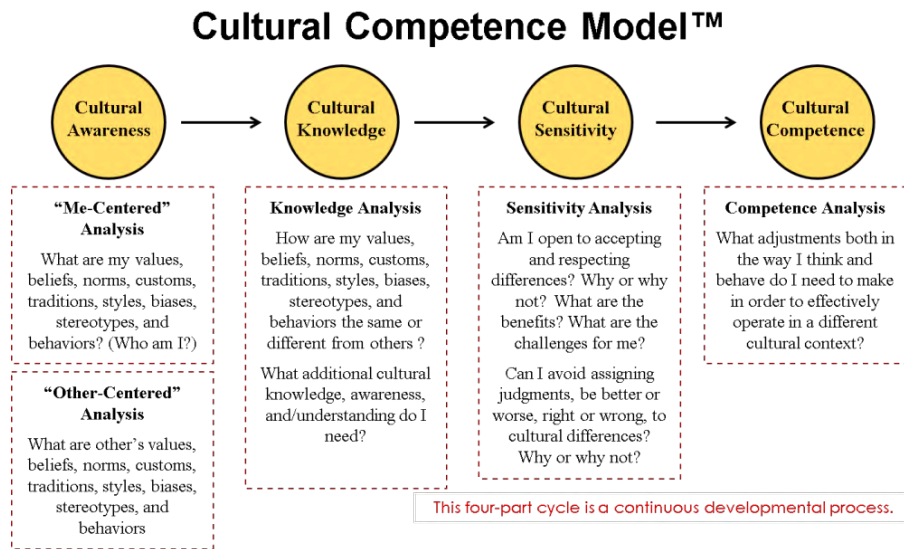 Cultural Competence Model™
Cultural
Awareness
Cultural
Knowledge
Cultural
Sensitivity
Cultural
Competence
“Me-Centered”
Analysis
What are my values,
beliefs, norms, customs,
traditions, styles, biases,
stereotypes, and
behaviors? (Who am I?)
“Other-Centered”
Analysis
What are other’s values,
beliefs, norms, customs,
traditions, styles, biases,
stereotypes, and
behaviors
Knowledge Analysis
How are my values,
beliefs, norms, customs,
traditions, styles, biases,
stereotypes, and
behaviors the same or
different from others ?
What additional cultural
knowledge, awareness,
and/understanding do I
need?
Sensitivity Analysis
Am I open to accepting
and respecting
differences? Why or why
not? What are the
benefits? What are the
challenges for me?
Can I avoid assigning
judgments, be better or
worse, right or wrong, to
cultural differences?
Why or why not?
Competence Analysis
What adjustments both in
the way I think and
behave do I need to make
in order to effectively
operate in a different
cultural context?
This four-part cycle is a continuous developmental process.